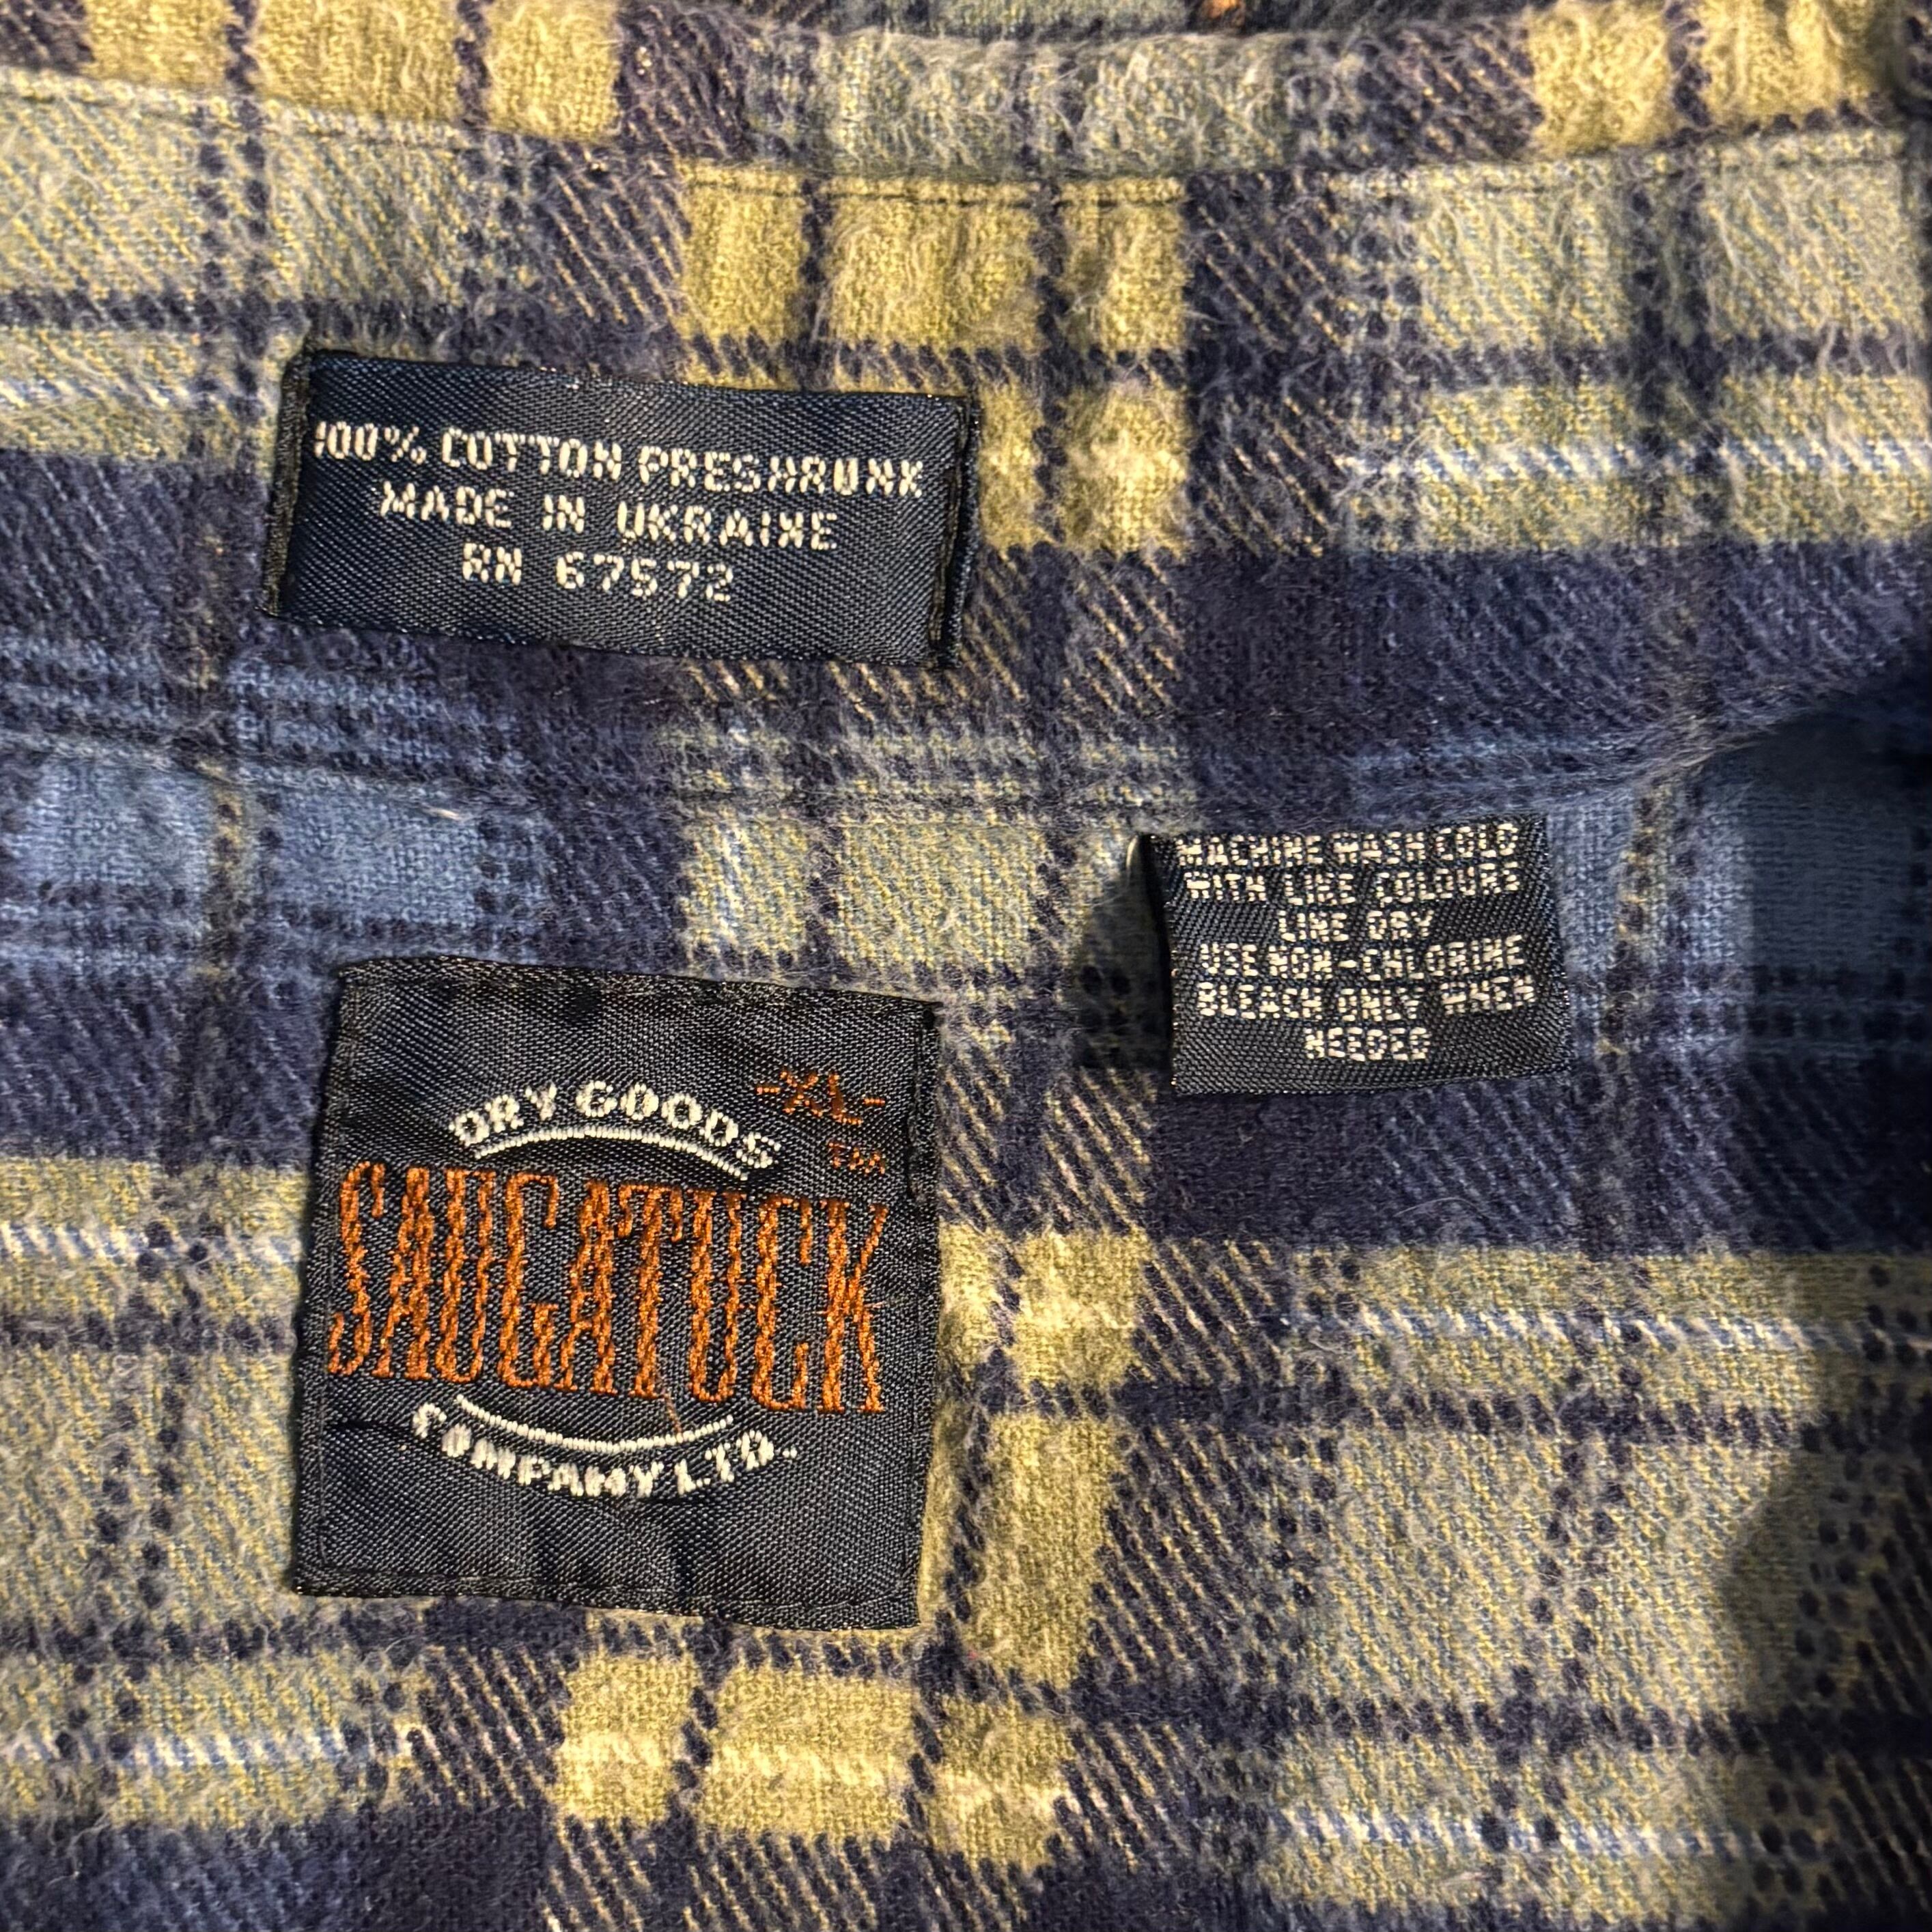 100% COTTON PRESHRUNK
MADE IN UKRAINE
RN 67572
MACHINE WASH COLD
WITH LIKE COLOURS
LINE DRY
USE NON-CHLORINE
BLEACH ONLY WHEN
NEEDED
-XL-
DRY GOODS
TM
SAUGATUCK
COMPANY LTD.